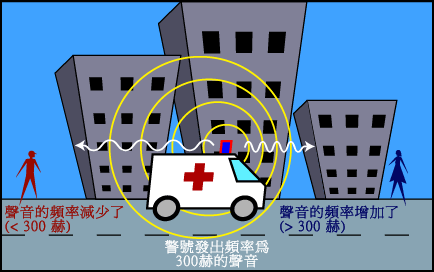 聲音的頻率減少了
(< 300 赫)
聲音的頻率增加了
(> 300 赫)
警號發出頻率爲
300赫的聲音